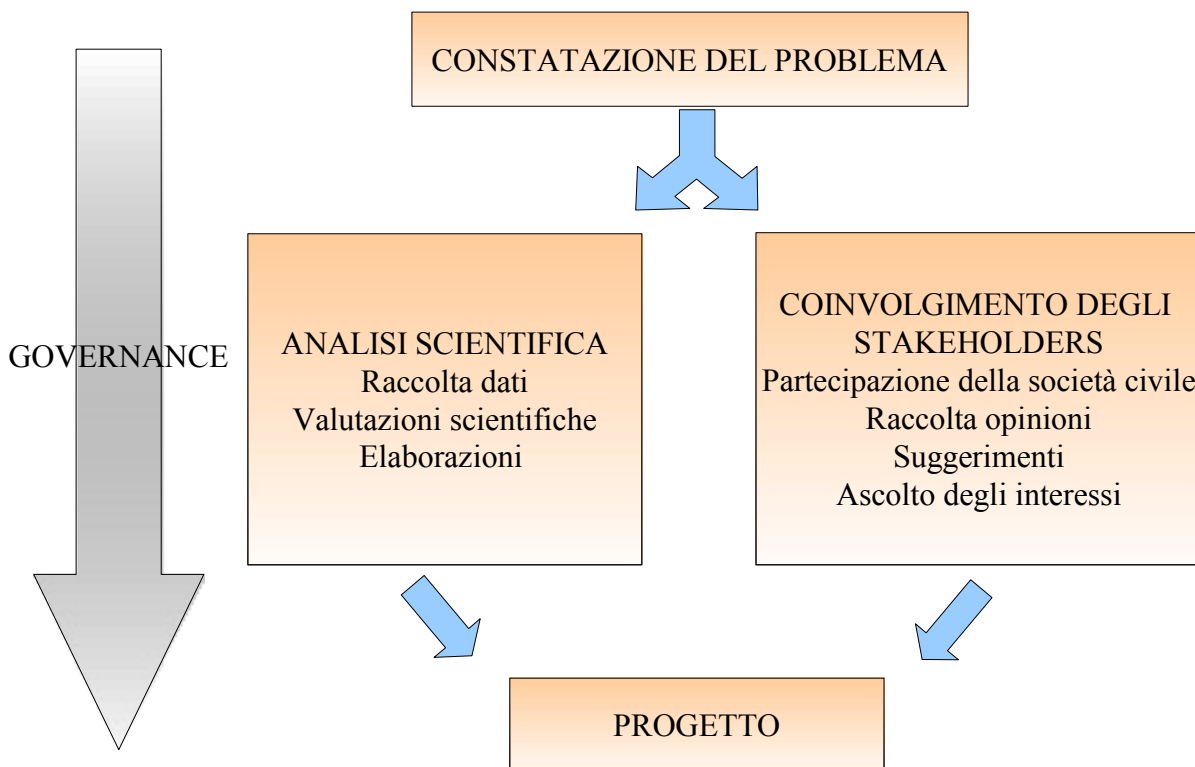 CONSTATAZIONE DEL PROBLEMA
GOVERNANCE
ANALISI SCIENTIFICA
Raccolta dati
Valutazioni scientifiche
Elaborazioni
COINVOLGIMENTO DEGLI
STAKEHOLDERS
Partecipazione della società civile
Raccolta opinioni
Suggerimenti
Ascolto degli interessi
PROGETTO